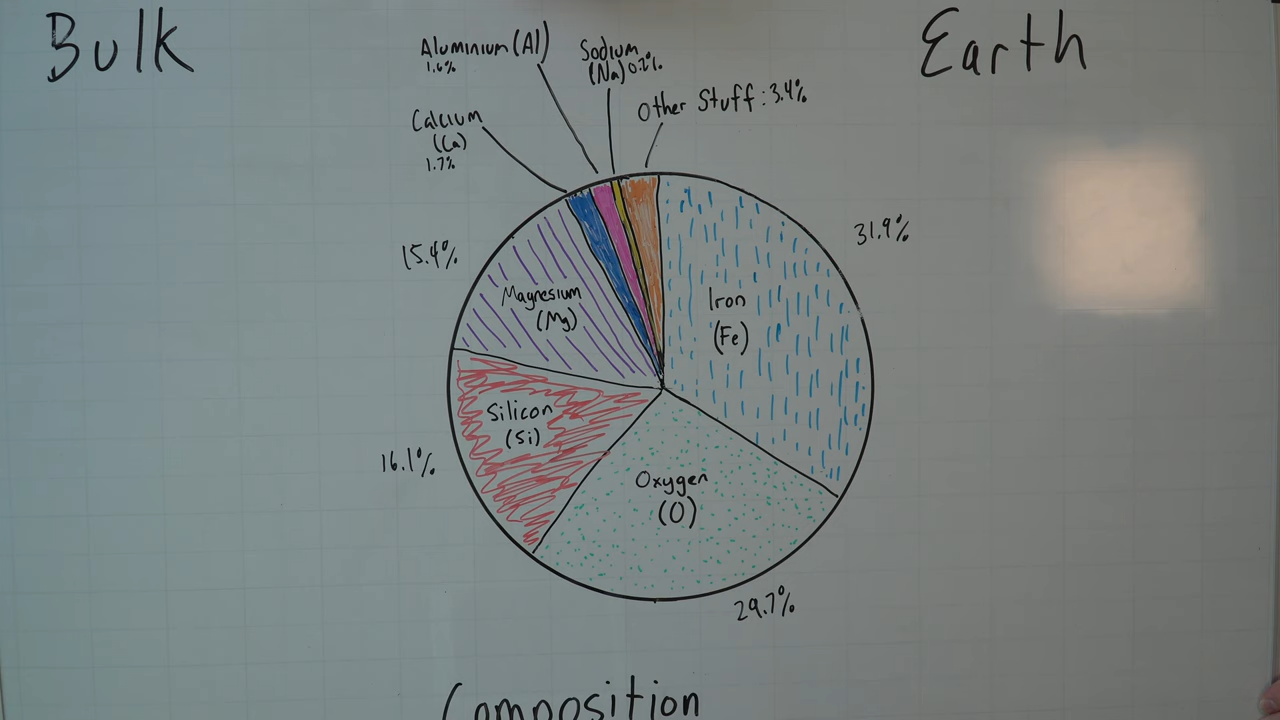 Bulk Earth
Aluminium (Al)
1.6%
Sodium
(Na) 0.2%
Other Stuff: 3.4%
Calcium
(Ca)
1.7%
31.9%
15.4%
Magnesium
(Mg)
Iron
(Fe)
Silicon
(Si)
16.1%
Oxygen
(O)
29.7%
Composition